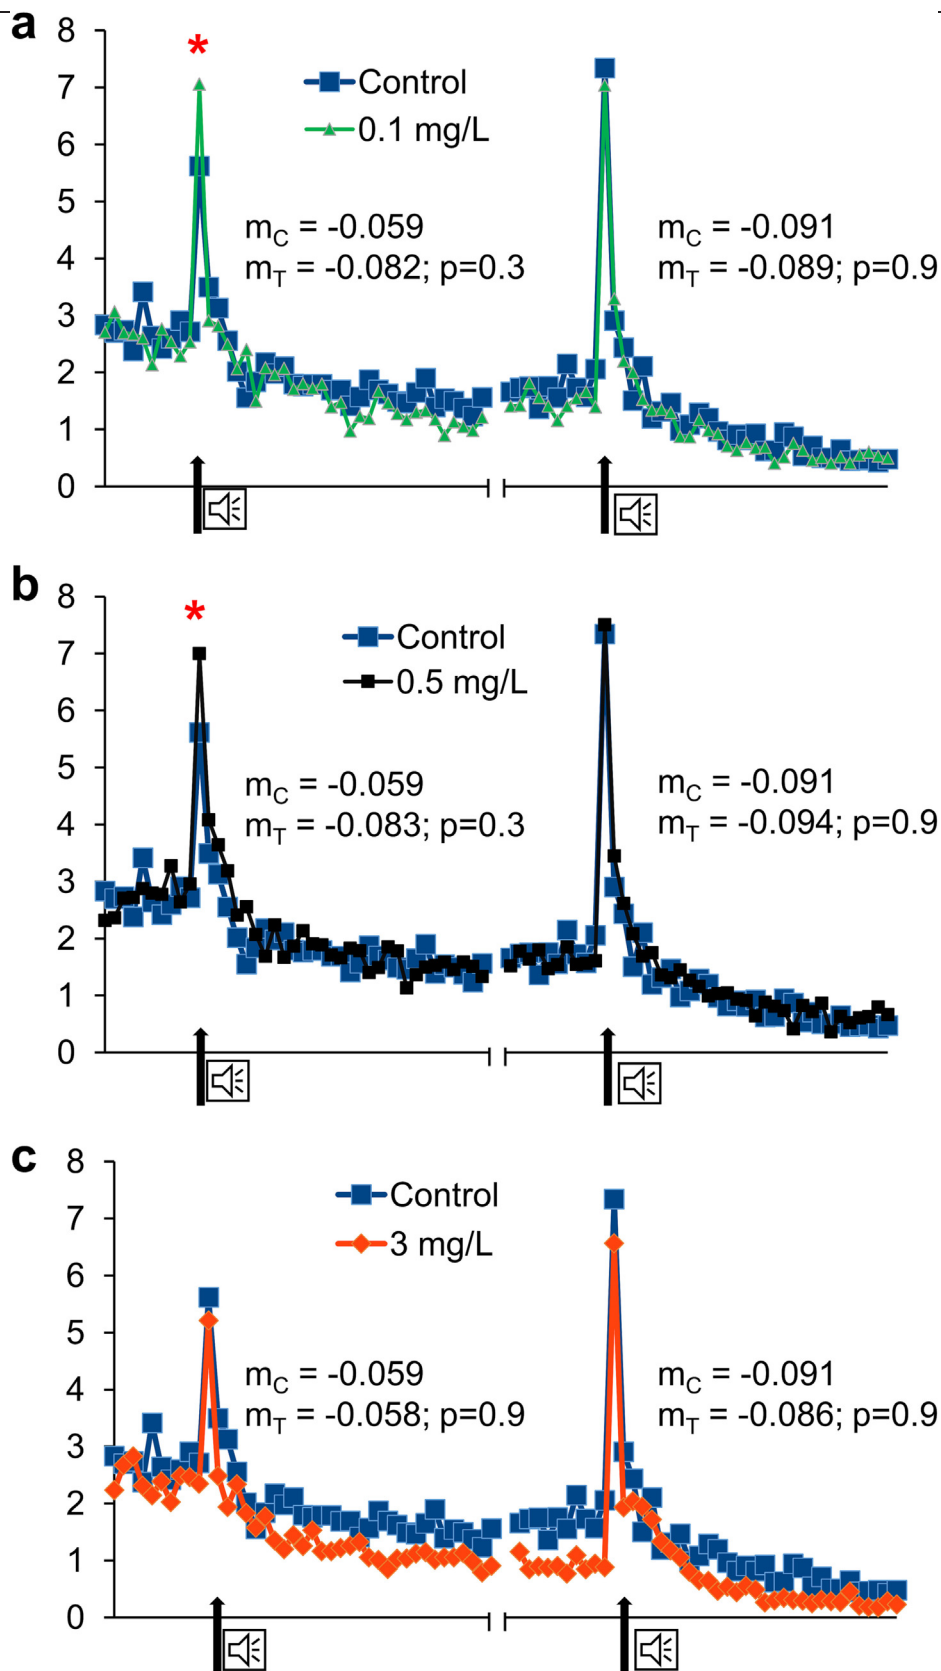 a
8
*
7
Control
0.1 mg/L
6
5
mC = -0.059
mT = -0.082; p=0.3
mC = -0.091
mT = -0.089; p=0.9
4
3
2
1
0
b
8
*
7
Control
0.5 mg/L
6
5
mC = -0.059
mT = -0.083; p=0.3
mC = -0.091
mT = -0.094; p=0.9
4
3
2
1
0
c
8
Control
7
3 mg/L
6
5
mC = -0.059
mT = -0.058; p=0.9
mC = -0.091
mT = -0.086; p=0.9
4
3
2
1
0